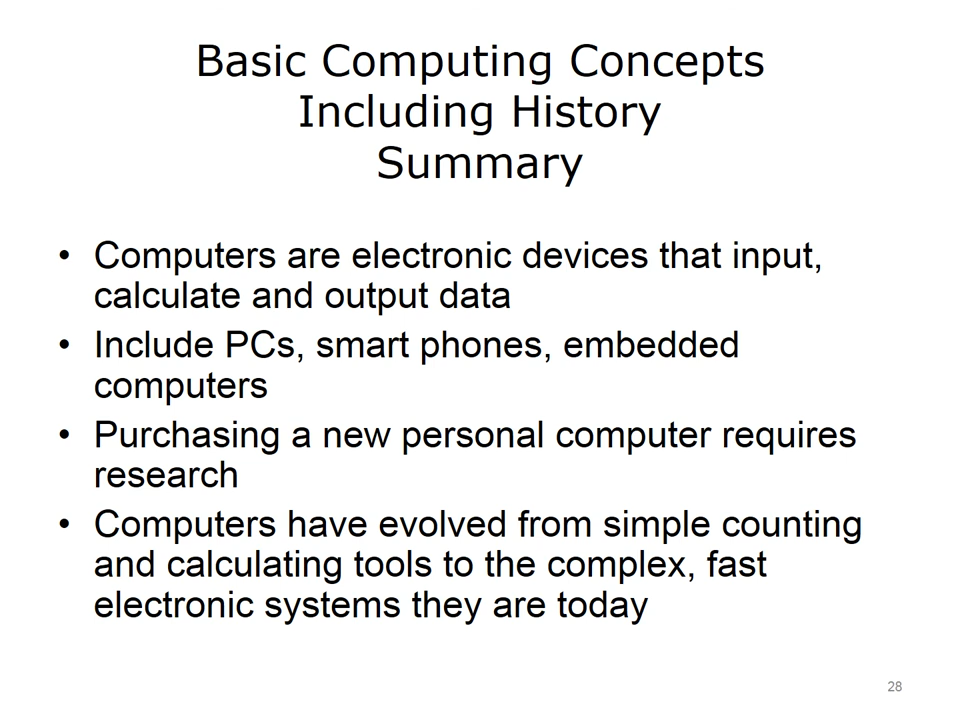 Basic Computing Concepts
Including History
Summary
• Computers are electronic devices that input,
calculate and output data
• Include PCs, smart phones, embedded
computers
• Purchasing a new personal computer requires
research
• Computers have evolved from simple counting
and calculating tools to the complex, fast
electronic systems they are today
28